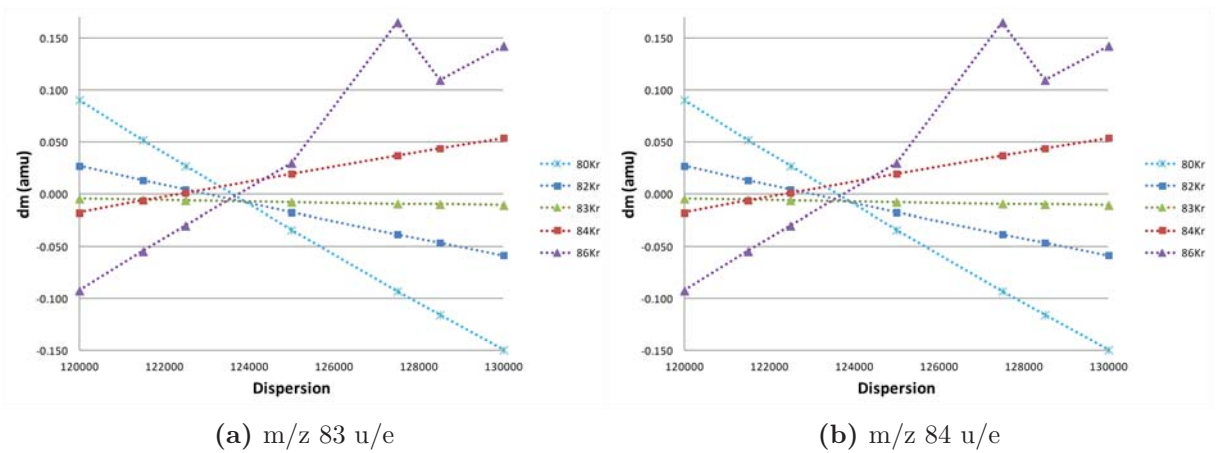 0.150
0.100
0.050
0.000
-0.050
-0.100
-0.150
dm (amu)
120000 122000 124000 126000 128000 130000
Dispersion
80Kr
82Kr
83Kr
84Kr
86Kr
(a) m/z 83 u/e
0.150
0.100
0.050
0.000
-0.050
-0.100
-0.150
dm (amu)
120000 122000 124000 126000 128000 130000
Dispersion
80Kr
82Kr
83Kr
84Kr
86Kr
(b) m/z 84 u/e